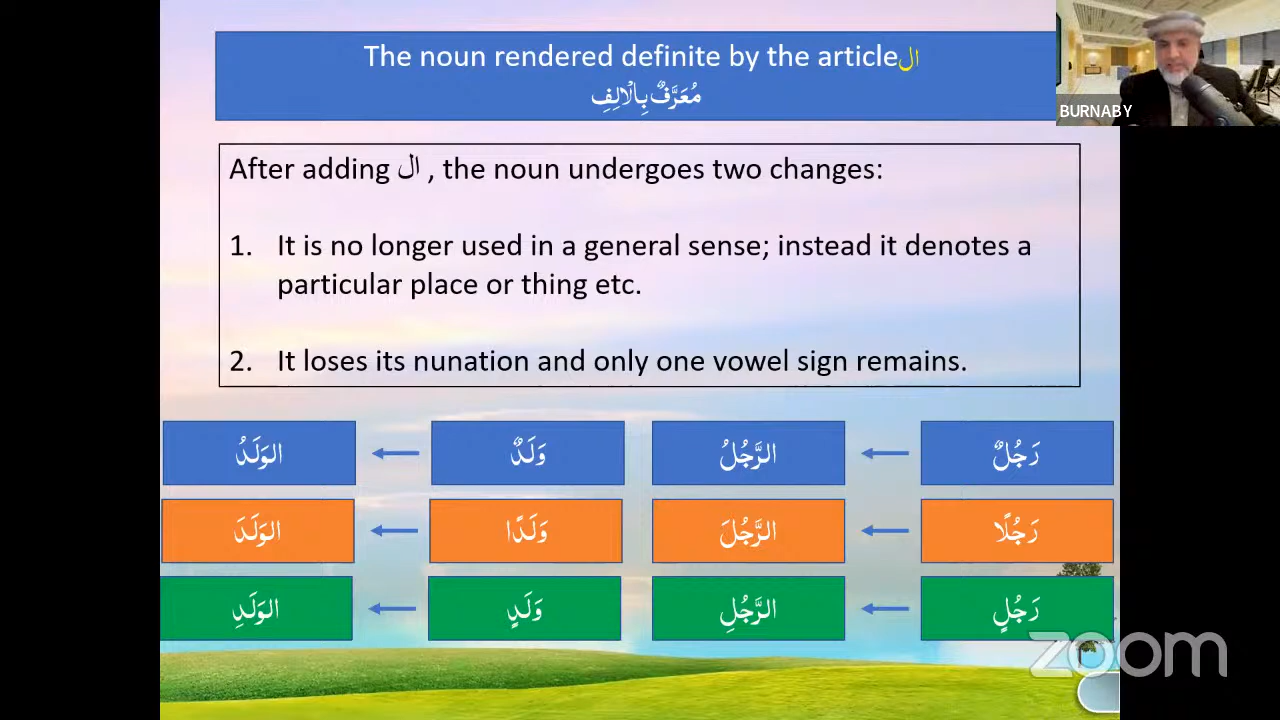 The noun rendered definite by the article ال
مُعَرَّفٌ بِالْالِفِ
BURNABY
After adding ال , the noun undergoes two changes:
1. It is no longer used in a general sense; instead it denotes a
particular place or thing etc.
2. It loses its nunation and only one vowel sign remains.
رَجُلٌ ← الرَّجُلُ وَلَدٌ ← الوَلَدُ
رَجُلًا ← الرَّجُلَ وَلَدًا ← الوَلَدَ
رَجُلٍ ← الرَّجُلِ وَلَدٍ ← الوَلَدِ
zoom